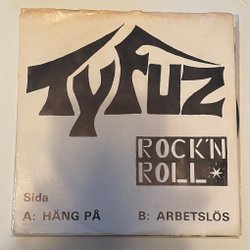 Tyfuz
ROCK'N
ROLL
Sida
A: HÄNG PÅ B: ARBETSLÖS